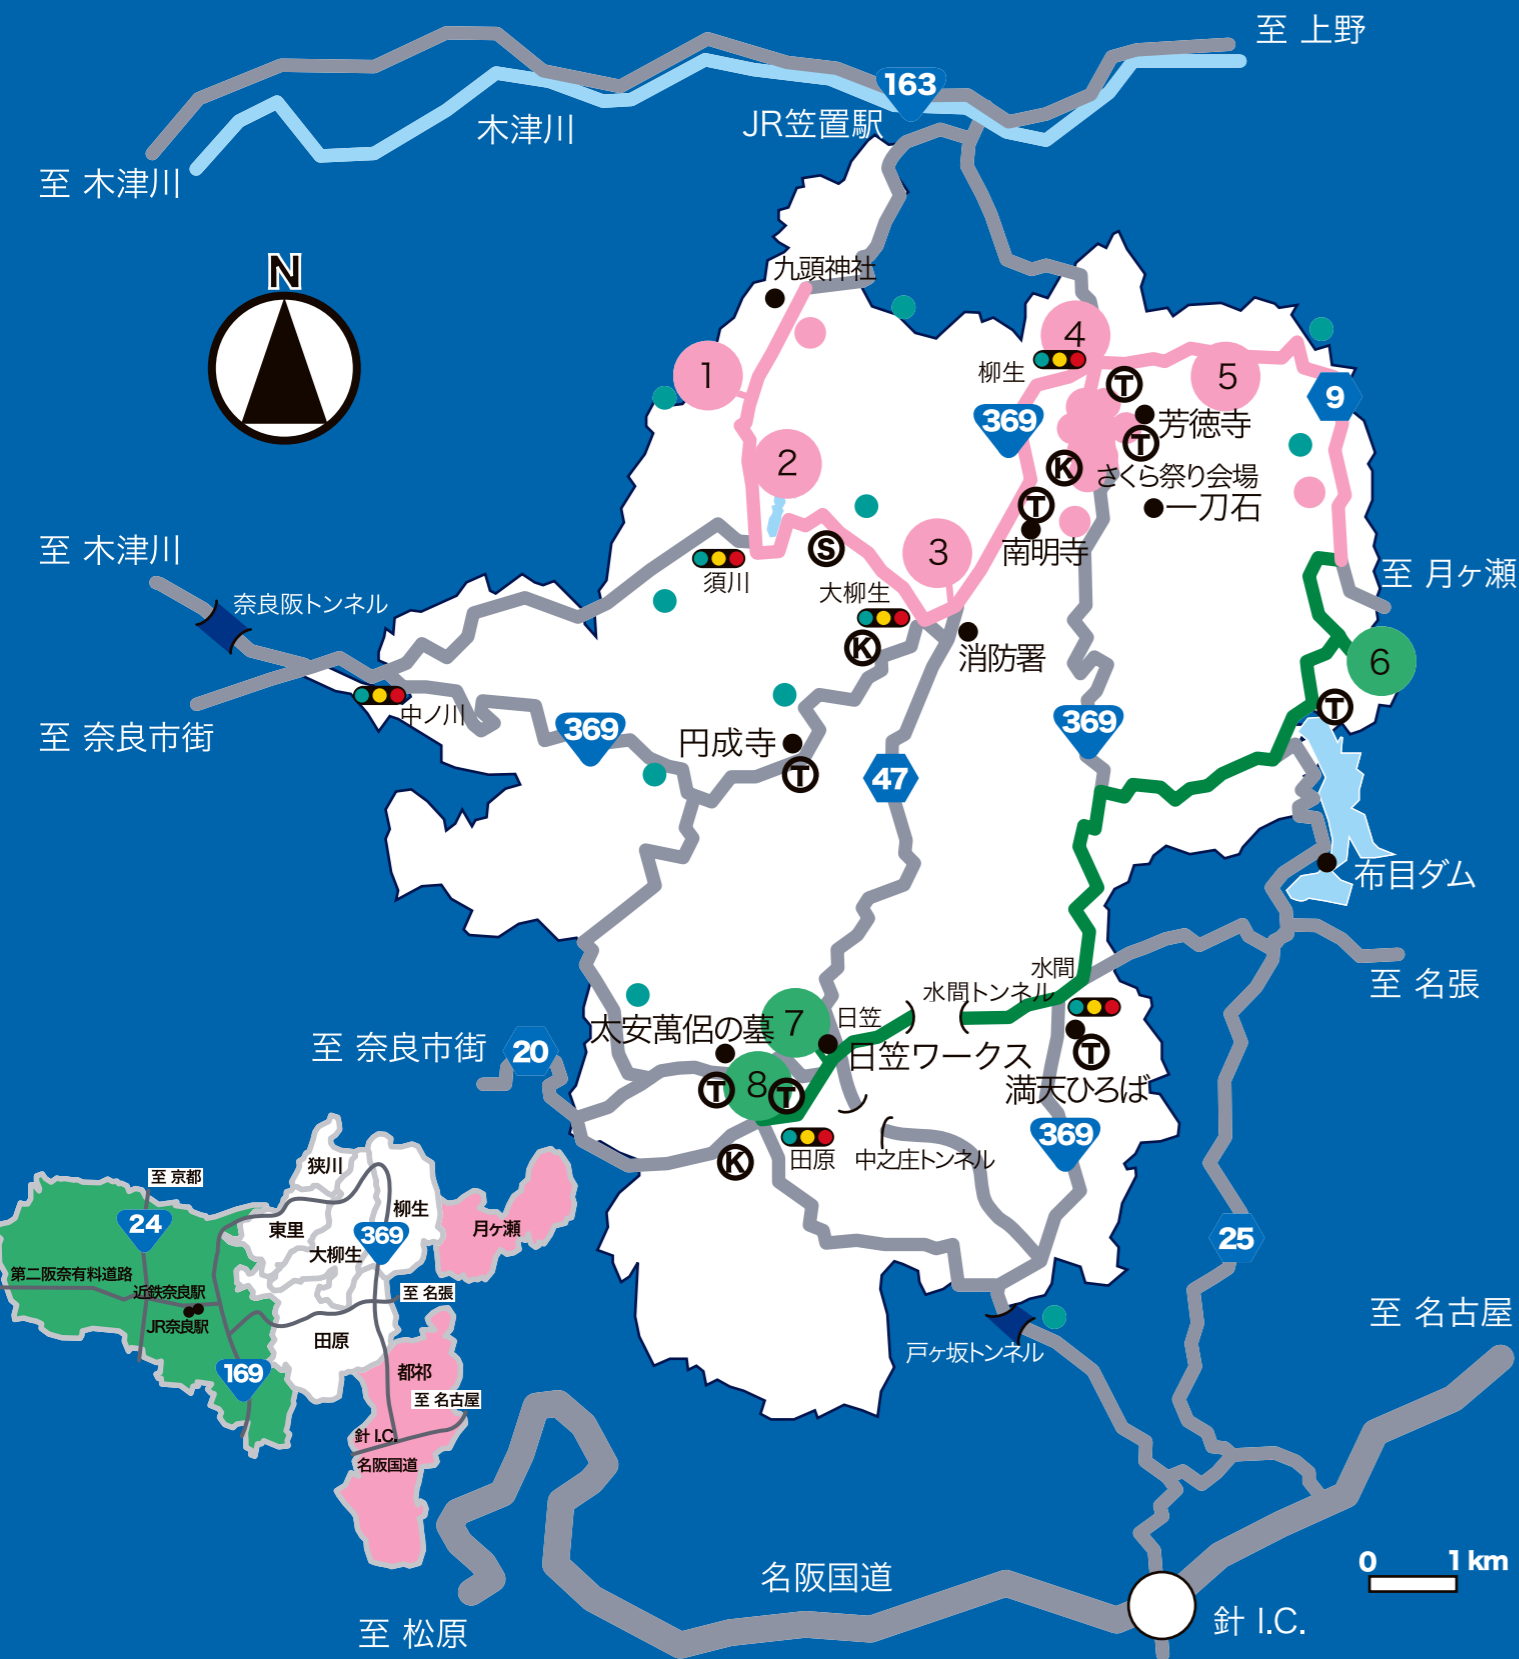 至 上野
163
JR笠置駅
木津川
至 木津川
N
九頭神社
4
1
柳生
T
5
9
369
芳徳寺
2
T
K
さくら祭り会場
T
一刀石
S
3
南明寺
至 木津川
須川
至 月ヶ瀬
大柳生
奈良阪トンネル
K
消防署
6
中ノ川
T
至 奈良市街
369
円成寺
369
T
47
布目ダム
水間
至 名張
水間トンネル
7
日笠
太安萬侶の墓
至 奈良市街
20
日笠ワークス
T
8
T
T
満天ひろば
369
田原
中之庄トンネル
K
狭川
至 京都
24
東里
柳生
369
月ヶ瀬
大柳生
25
第二阪奈有料道路
近鉄奈良駅
至 名張
JR奈良駅
田原
至 名古屋
戸ヶ坂トンネル
169
都祁
至 名古屋
針 I.C.
名阪国道
0 1 km
名阪国道
至 松原
針 I.C.